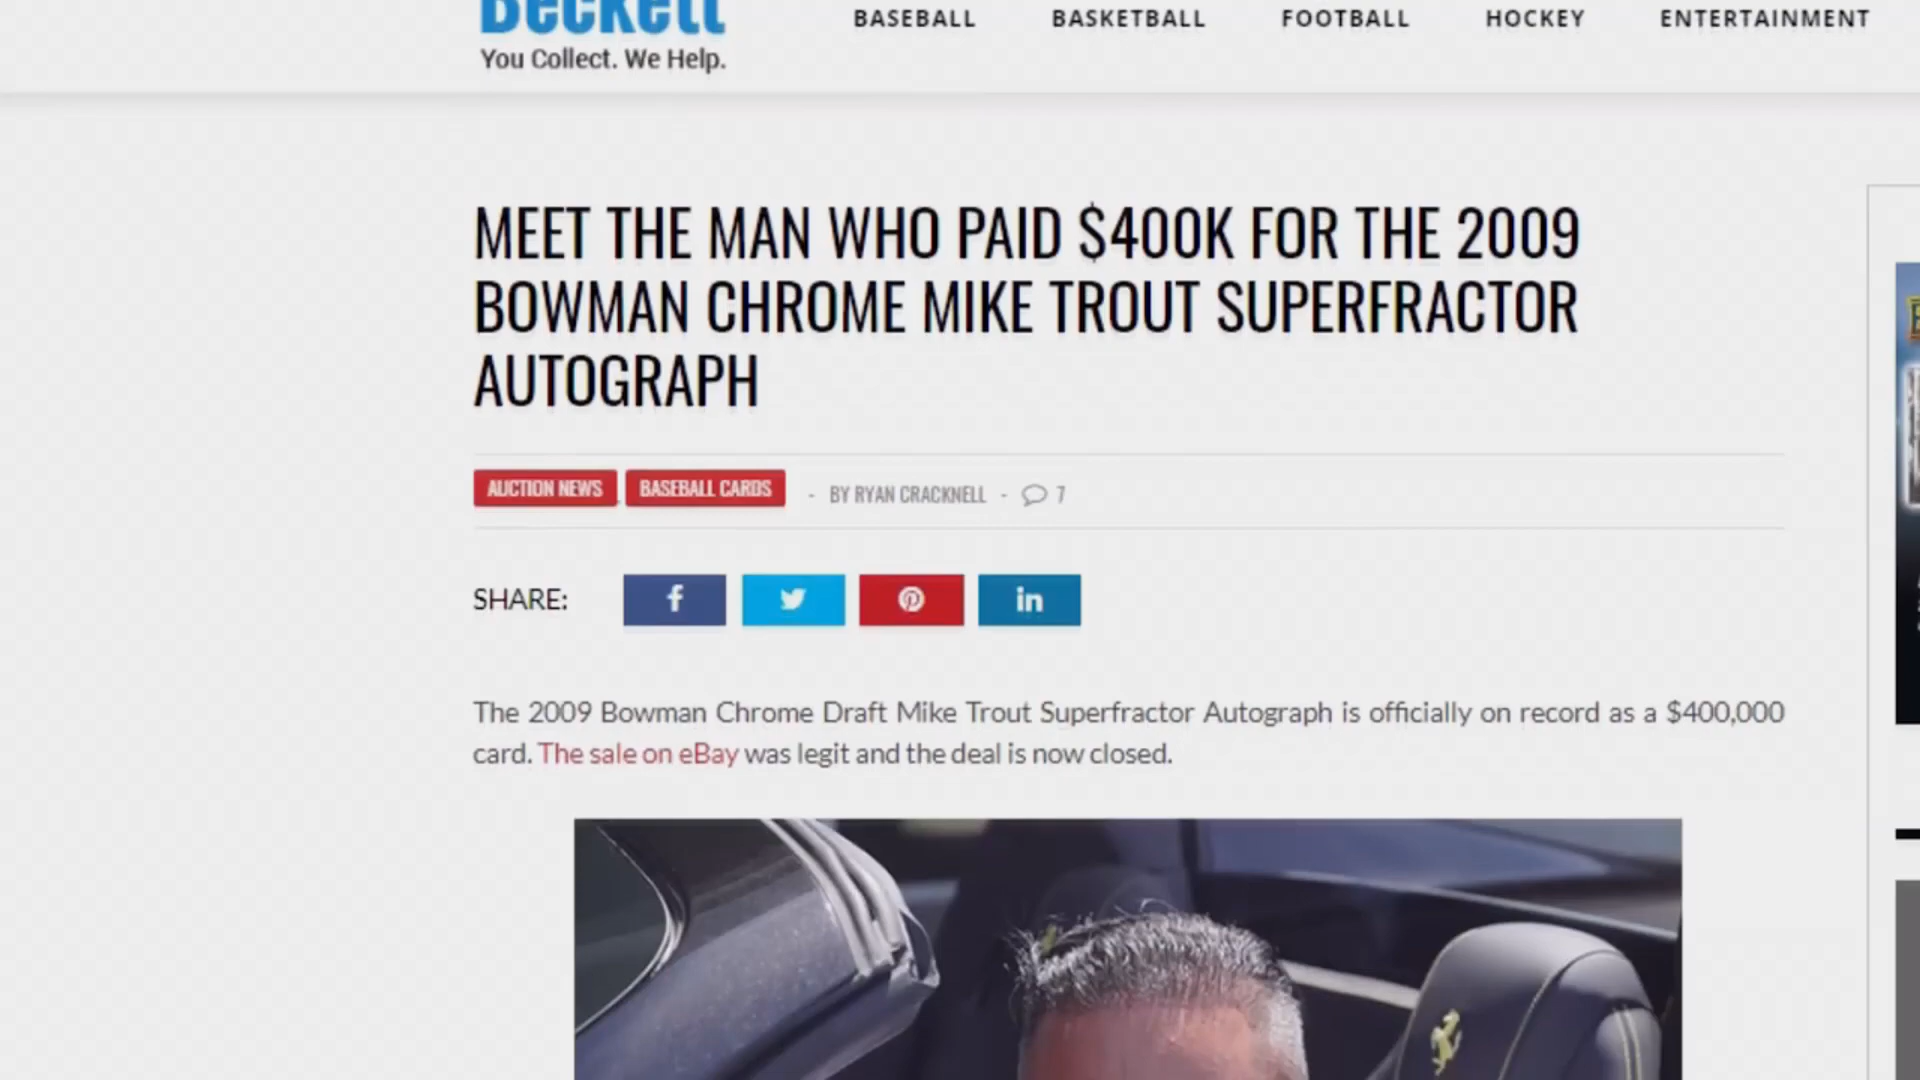 Beckett
BASEBALL BASKETBALL FOOTBALL HOCKEY ENTERTAINMENT
You Collect. We Help.
MEET THE MAN WHO PAID $400K FOR THE 2009
BOWMAN CHROME MIKE TROUT SUPERFRACTOR
AUTOGRAPH
AUCTION NEWS, BASEBALL CARDS - BY RYAN CRACKNELL - 7
SHARE: f in
The 2009 Bowman Chrome Draft Mike Trout Superfractor Autograph is officially on record as a $400,000
card. The sale on eBay was legit and the deal is now closed.